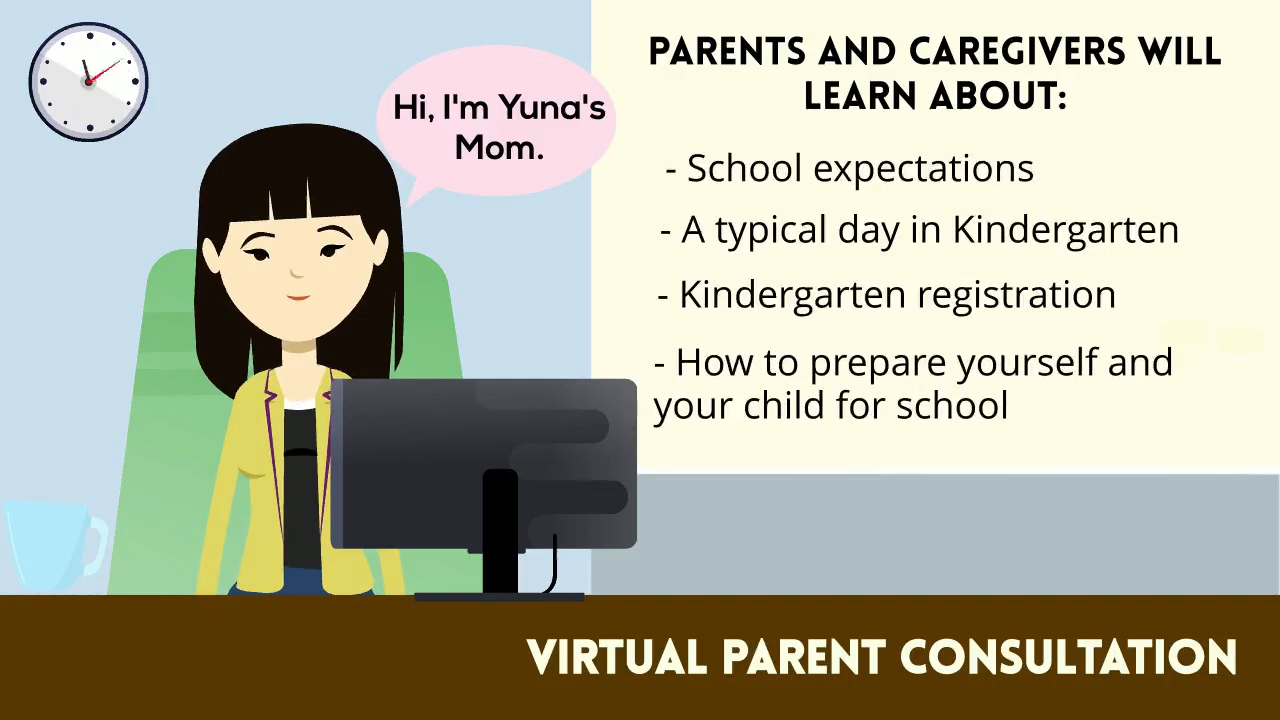 Hi, I'm Yuna's
Mom.
PARENTS AND CAREGIVERS WILL
LEARN ABOUT:
- School expectations
- A typical day in Kindergarten
- Kindergarten registration
- How to prepare yourself and
your child for school
VIRTUAL PARENT CONSULTATION